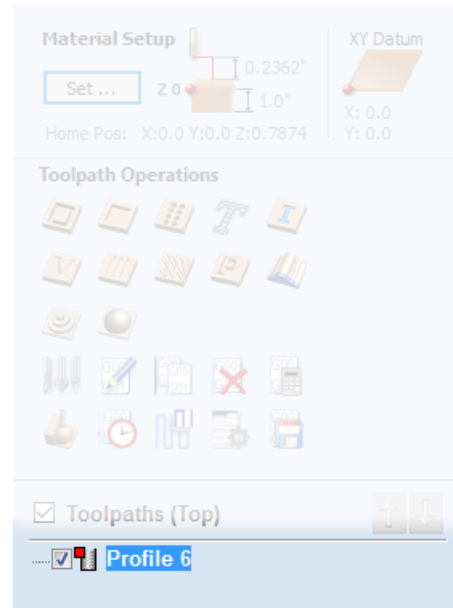 Material Setup
XY Datum
0.2362"
Set ...
Z 0
1.0"
X: 0.0
Home Pos: X:0.0 Y:0.0 Z:0.7874
Y: 0.0
Toolpath Operations
Toolpaths (Top)
Profile 6